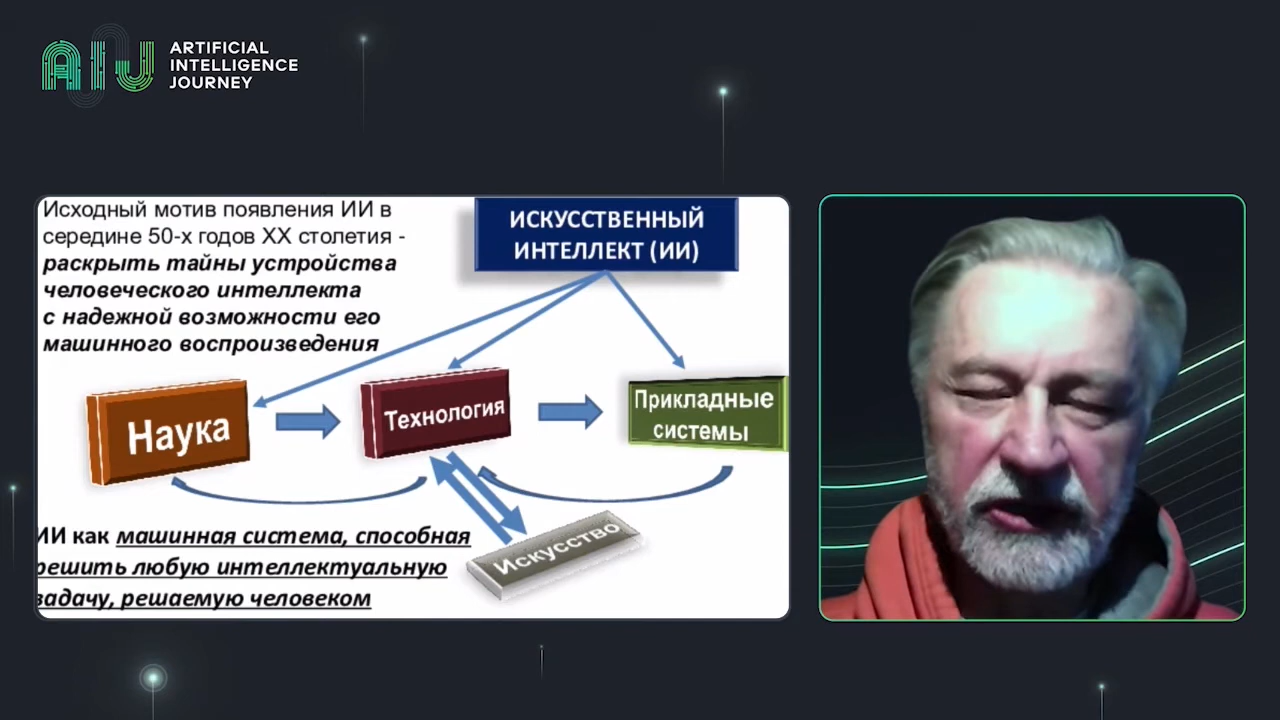 ARTIFICIAL
INTELLIGENCE
JOURNEY
Исходный мотив появления ИИ в
середине 50-х годов XX столетия -
раскрыть тайны устройства
человеческого интеллекта
с надежной возможности его
машинного воспроизведения
ИСКУССТВЕННЫЙ
ИНТЕЛЛЕКТ (ИИ)
Наука
Технология
Прикладные
системы
Искусство
ИИ как машинная система, способная
решить любую интеллектуальную
задачу, решаемую человеком